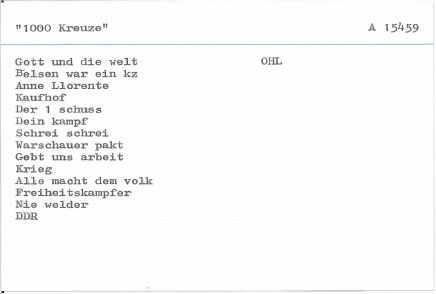 "1000 Kreuze" A 15459
Gott und die welt OHL
Belsen war ein kz
Anne Llorente
Kaufhof
Der 1 schuss
Dein kampf
Schrei schrei
Warschauer pakt
Gebt uns arbeit
Krieg
Alle macht dem volk
Freiheitskampfer
Nie welder
DDR